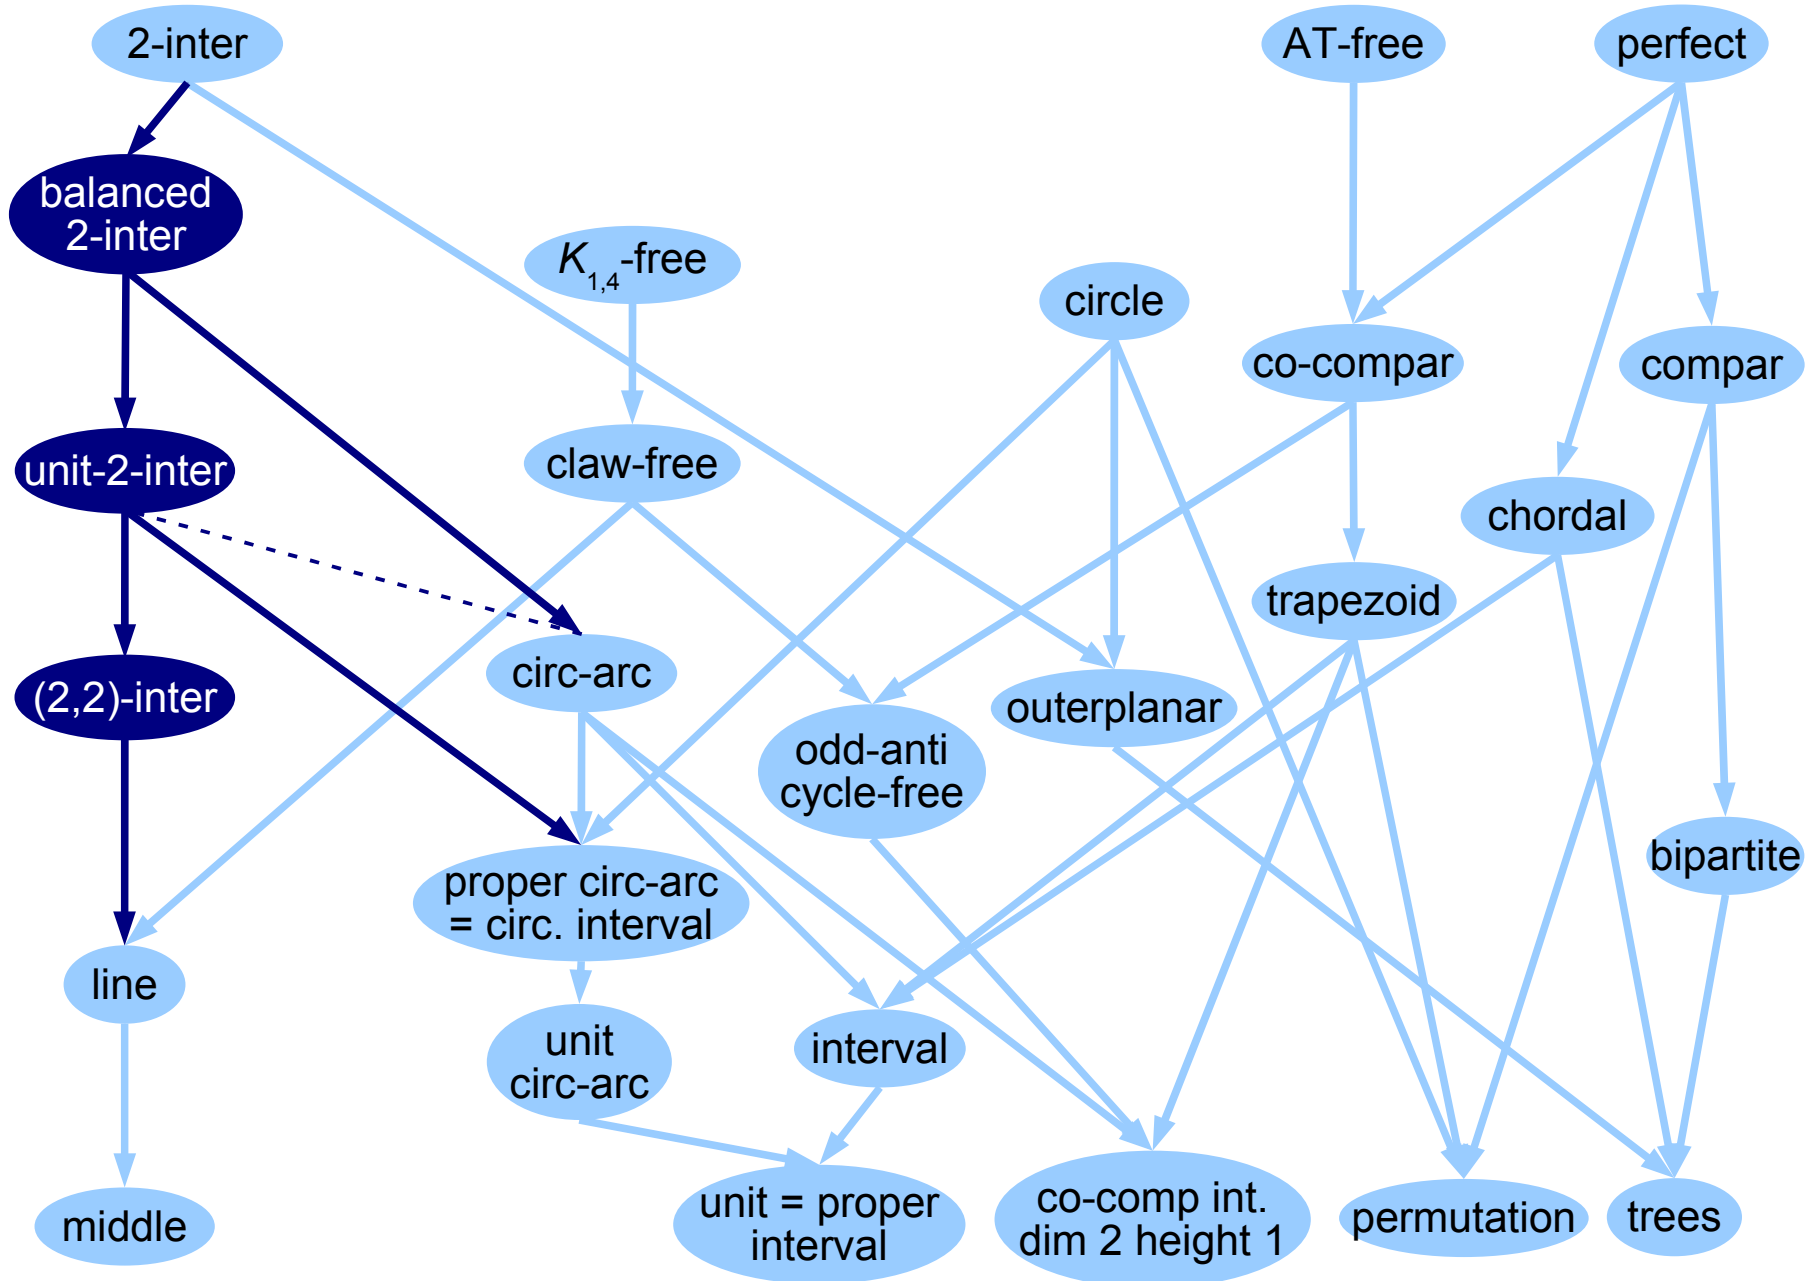 2-inter
AT-free
perfect
balanced
2-inter
K1,4-free
circle
co-compar
compar
unit-2-inter
claw-free
chordal
trapezoid
(2,2)-inter
circ-arc
outerplanar
odd-anti
cycle-free
bipartite
proper circ-arc
= circ. interval
line
unit
circ-arc
interval
middle
unit = proper
interval
co-comp int.
dim 2 height 1
permutation
trees